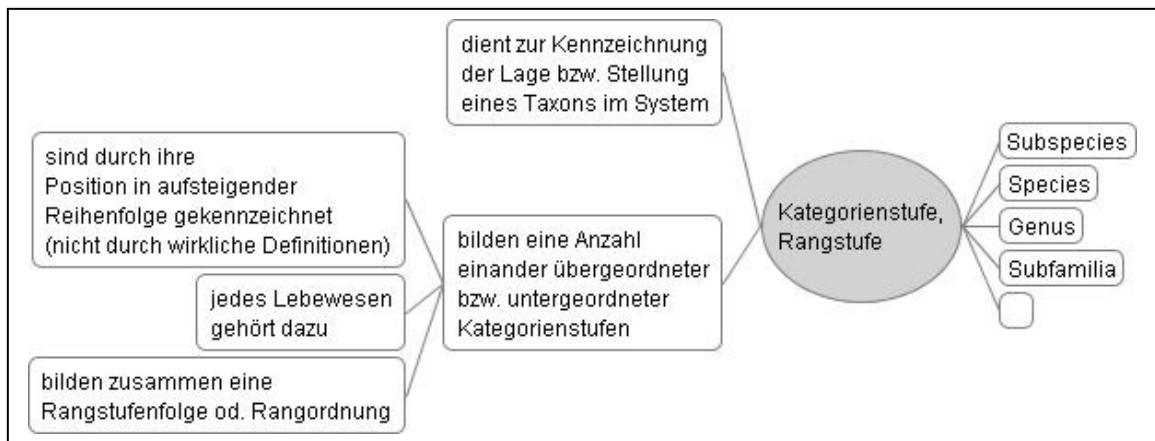 dient zur Kennzeichnung
der Lage bzw. Stellung
eines Taxons im System
sind durch ihre
Position in aufsteigender
Reihenfolge gekennzeichnet
(nicht durch wirkliche Definitionen)
jedes Lebewesen
gehört dazu
bilden zusammen eine
Rangstufenfolge od. Rangordnung
bilden eine Anzahl
einander übergeordneter
bzw. untergeordneter
Kategorienstufen
Kategorienstufe,
Rangstufe
Subspecies
Species
Genus
Subfamilia